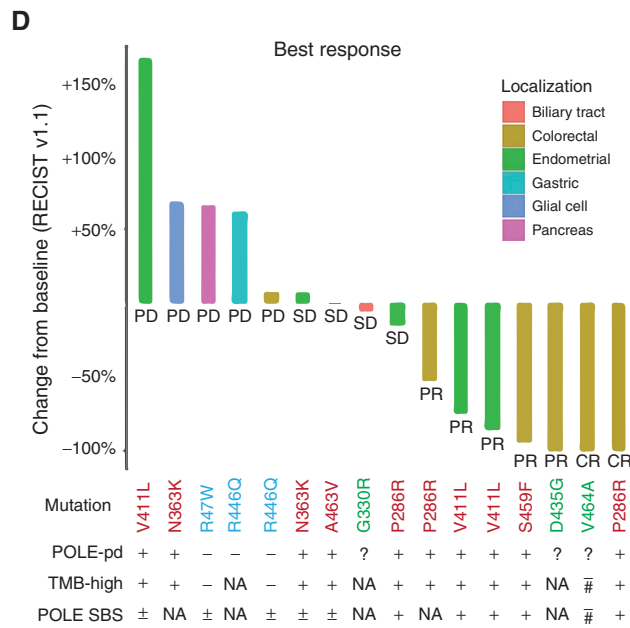 D
Best response
Change from baseline (RECIST v1.1)
+150%
+100%
+50%
−50%
−100%
Localization
Biliary tract
Colorectal
Endometrial
Gastric
Glial cell
Pancreas
PD PD PD PD PD SD SD SD SD PR PR PR PR PR CR CR
Mutation V411L N363K R47W R446Q R446Q N363K A463V G330R P286R P286R V411L V411L S459F D435G V464A P286R
POLE-pd + + − − − + + ? + + + + + ? ? +
TMB-high + + − NA − + + NA + + + + + NA −/# +
POLE SBS ± NA ± NA ± ± ± NA + NA + + + NA −/# +